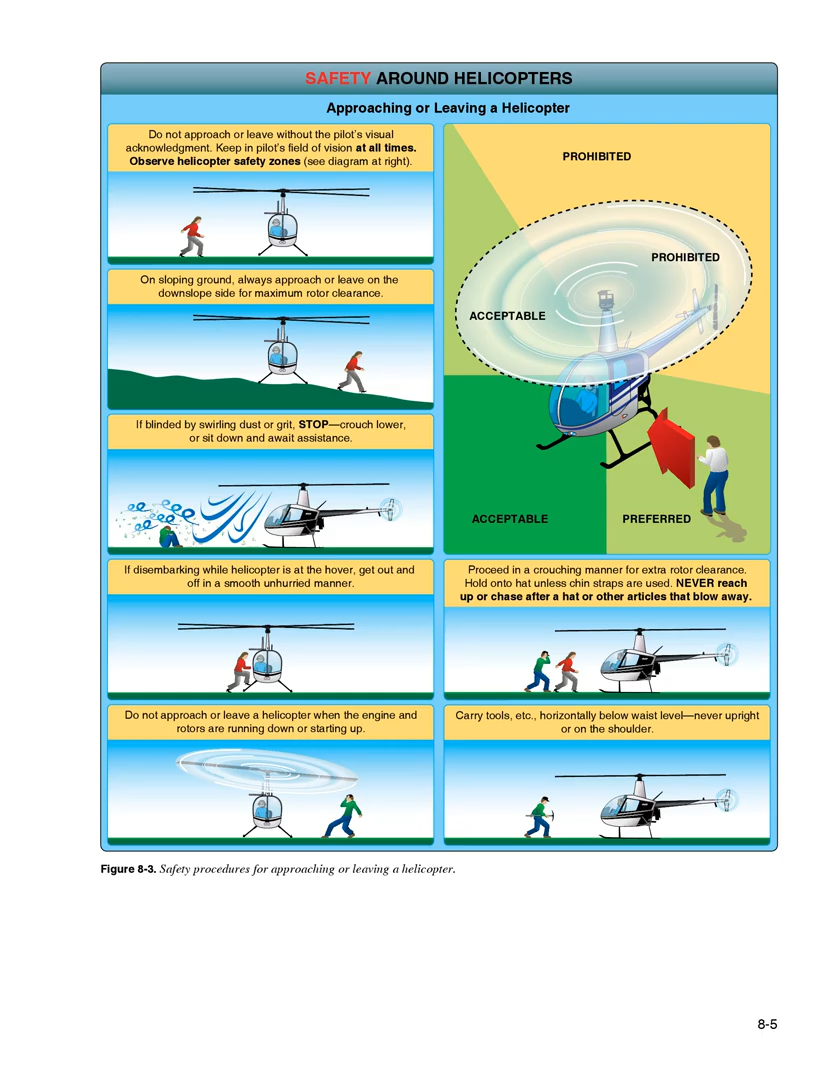 SAFETY AROUND HELICOPTERS
Approaching or Leaving a Helicopter
Do not approach or leave without the pilot's visual
acknowledgment. Keep in pilot's field of vision at all times.
Observe helicopter safety zones (see diagram at right).
On sloping ground, always approach or leave on the
downslope side for maximum rotor clearance.
If blinded by swirling dust or grit, STOP—crouch lower,
or sit down and await assistance.
If disembarking while helicopter is at the hover, get out and
off in a smooth unhurried manner.
Do not approach or leave a helicopter when the engine and
rotors are running down or starting up.
PROHIBITED
PROHIBITED
ACCEPTABLE
ACCEPTABLE
PREFERRED
Proceed in a crouching manner for extra rotor clearance.
Hold onto hat unless chin straps are used. NEVER reach
up or chase after a hat or other articles that blow away.
Carry tools, etc., horizontally below waist level—never upright
or on the shoulder.
Figure 8-3. Safety procedures for approaching or leaving a helicopter.
8-5